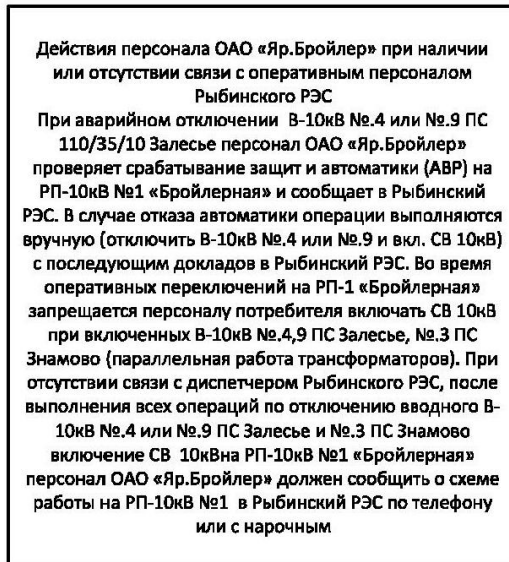 Действия персонала ОАО «Яр.Бройлер» при наличии
или отсутствии связи с оперативным персоналом
Рыбинского РЭС
При аварийном отключении В-10кВ №.4 или №.9 ПС
110/35/10 Залесье персонал ОАО «Яр.Бройлер»
проверяет срабатывание защит и автоматики (АВР) на
РП-10кВ №1 «Бройлерная» и сообщает в Рыбинский
РЭС. В случае отказа автоматики операции выполняются
вручную (отключить В-10кВ №.4 или №.9 и вкл. СВ 10кВ)
с последующим докладов в Рыбинский РЭС. Во время
оперативных переключений на РП-1 «Бройлерная»
запрещается персоналу потребителя включать СВ 10кВ
при включенных В-10кВ №.4,9 ПС Залесье, №.3 ПС
Знамово (параллельная работа трансформаторов). При
отсутствии связи с диспетчером Рыбинского РЭС, после
выполнения всех операций по отключению вводного В-
10кВ №.4 или №.9 ПС Залесье и №.3 ПС Знамово
включение СВ 10кВна РП-10кВ №1 «Бройлерная»
персонал ОАО «Яр.Бройлер» должен сообщить о схеме
работы на РП-10кВ №1 в Рыбинский РЭС по телефону
или с нарочным